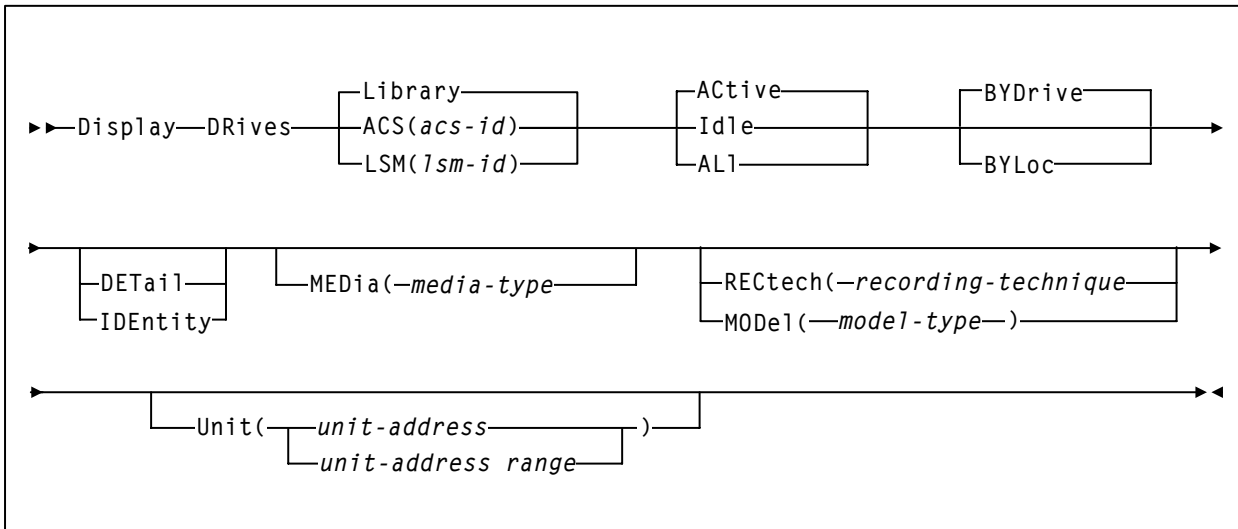 Library
ACtive
BYDrive
Display DRives ACS(acs-id) Idle
LSM(lsm-id)
ALl
BYLoc
DETail
IDEntity
MEDia( media-type
RECtech( recording-technique
MODel( model-type )
Unit( unit-address )
unit-address range